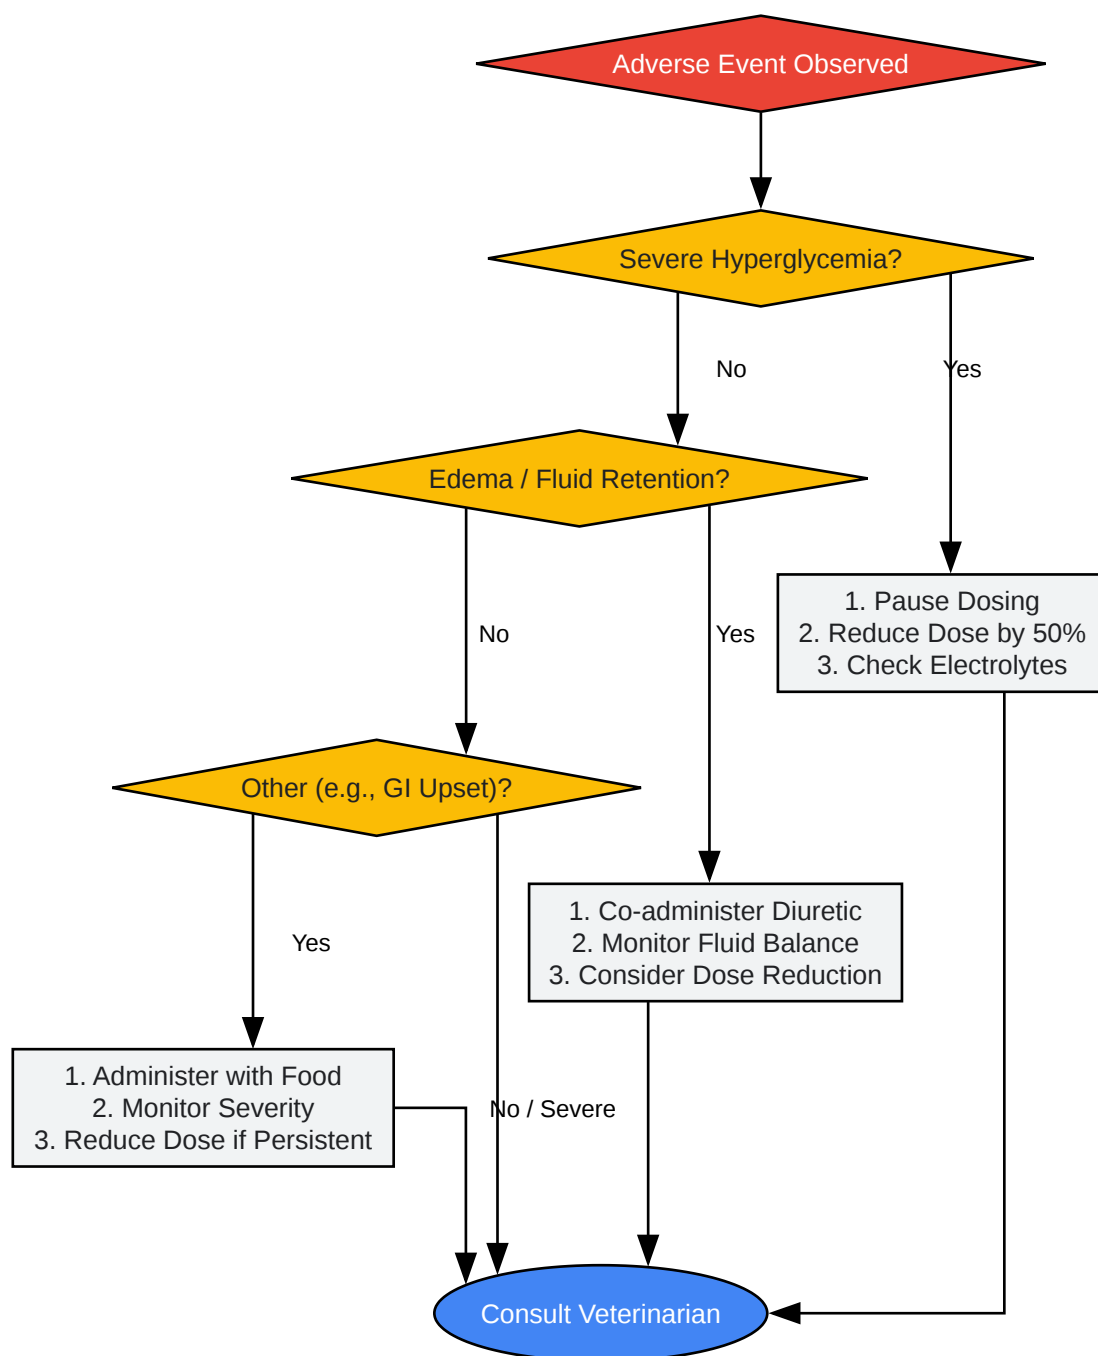 Adverse Event Observed
Severe Hyperglycemia?
No
Yes
Edema / Fluid Retention?
No
Yes
1. Pause Dosing
2. Reduce Dose by 50%
3. Check Electrolytes
Other (e.g., GI Upset)?
Yes
No / Severe
1. Co-administer Diuretic
2. Monitor Fluid Balance
3. Consider Dose Reduction
1. Administer with Food
2. Monitor Severity
3. Reduce Dose if Persistent
Consult Veterinarian